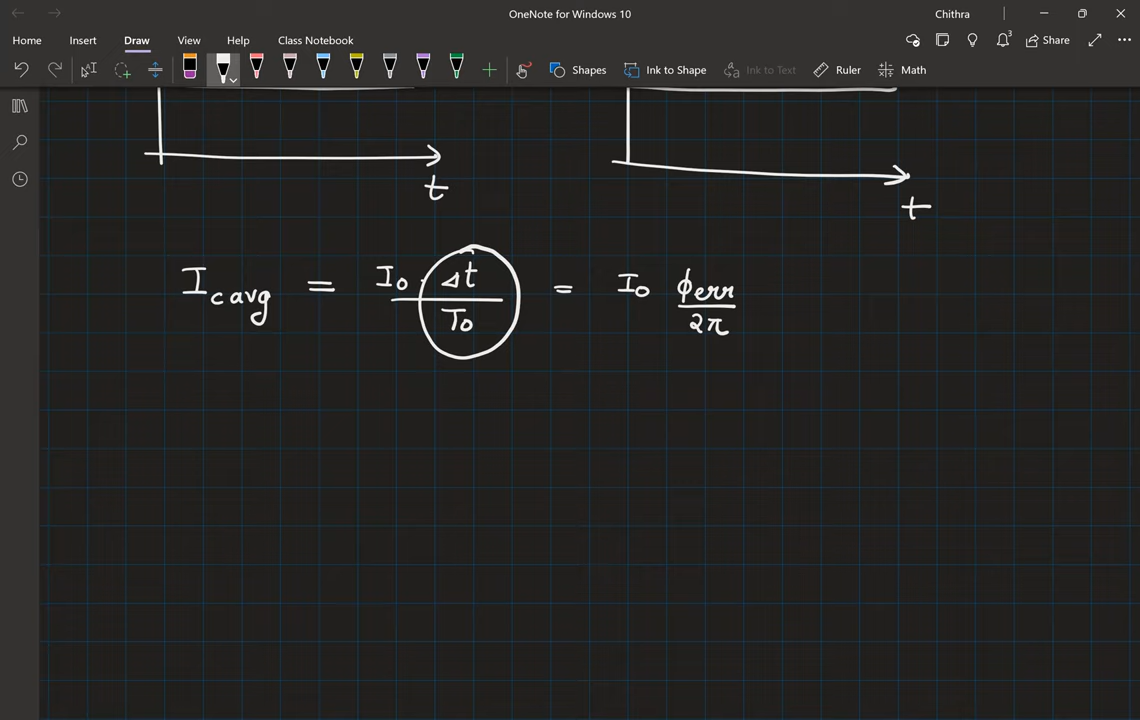 OneNote for Windows 10
Chithra
Home Insert Draw View Help Class Notebook
3 Share
Shapes Ink to Shape Ink to Text Ruler Math
t
t
I c avg = I₀ · Δt / T₀ = I₀ ϕerr / 2π